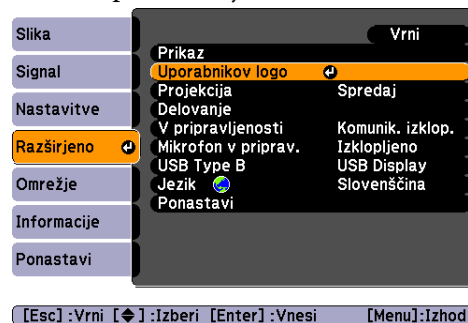 Slika
Signal
Nastavitve
Razširjeno
Omrežje
Informacije
Ponastavi
Vrni
Prikaz
Uporabnikov logo
Projekcija Spredaj
Delovanje
V pripravljenosti Komunik. izklop.
Mikrofon v priprav. Izklopljeno
USB Type B USB Display
Jezik Slovenščina
Ponastavi
[Esc] :Vrni [◆] :Izberi [Enter] :Vnesi [Menu]:Izhod